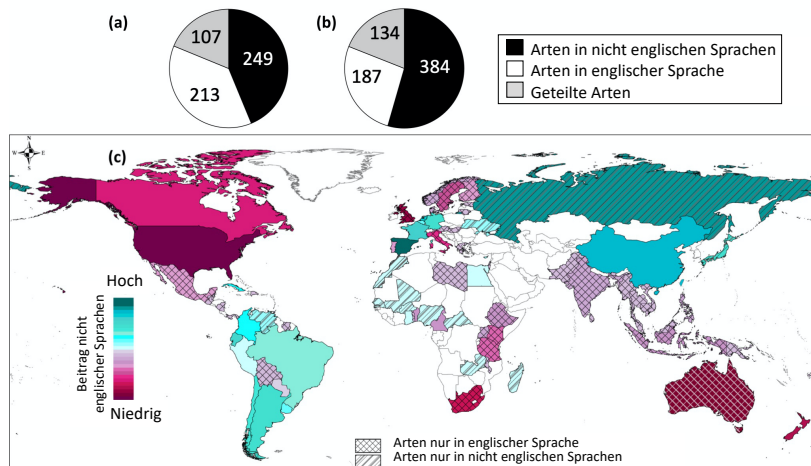 (a)
107
249
213
(b)
134
187
384
Arten in nicht englischen Sprachen
Arten in englischer Sprache
Geteilte Arten
N
W
E
S
(c)
Hoch
Beitrag nicht
englischer Sprachen
Niedrig
Arten nur in englischer Sprache
Arten nur in nicht englischen Sprachen